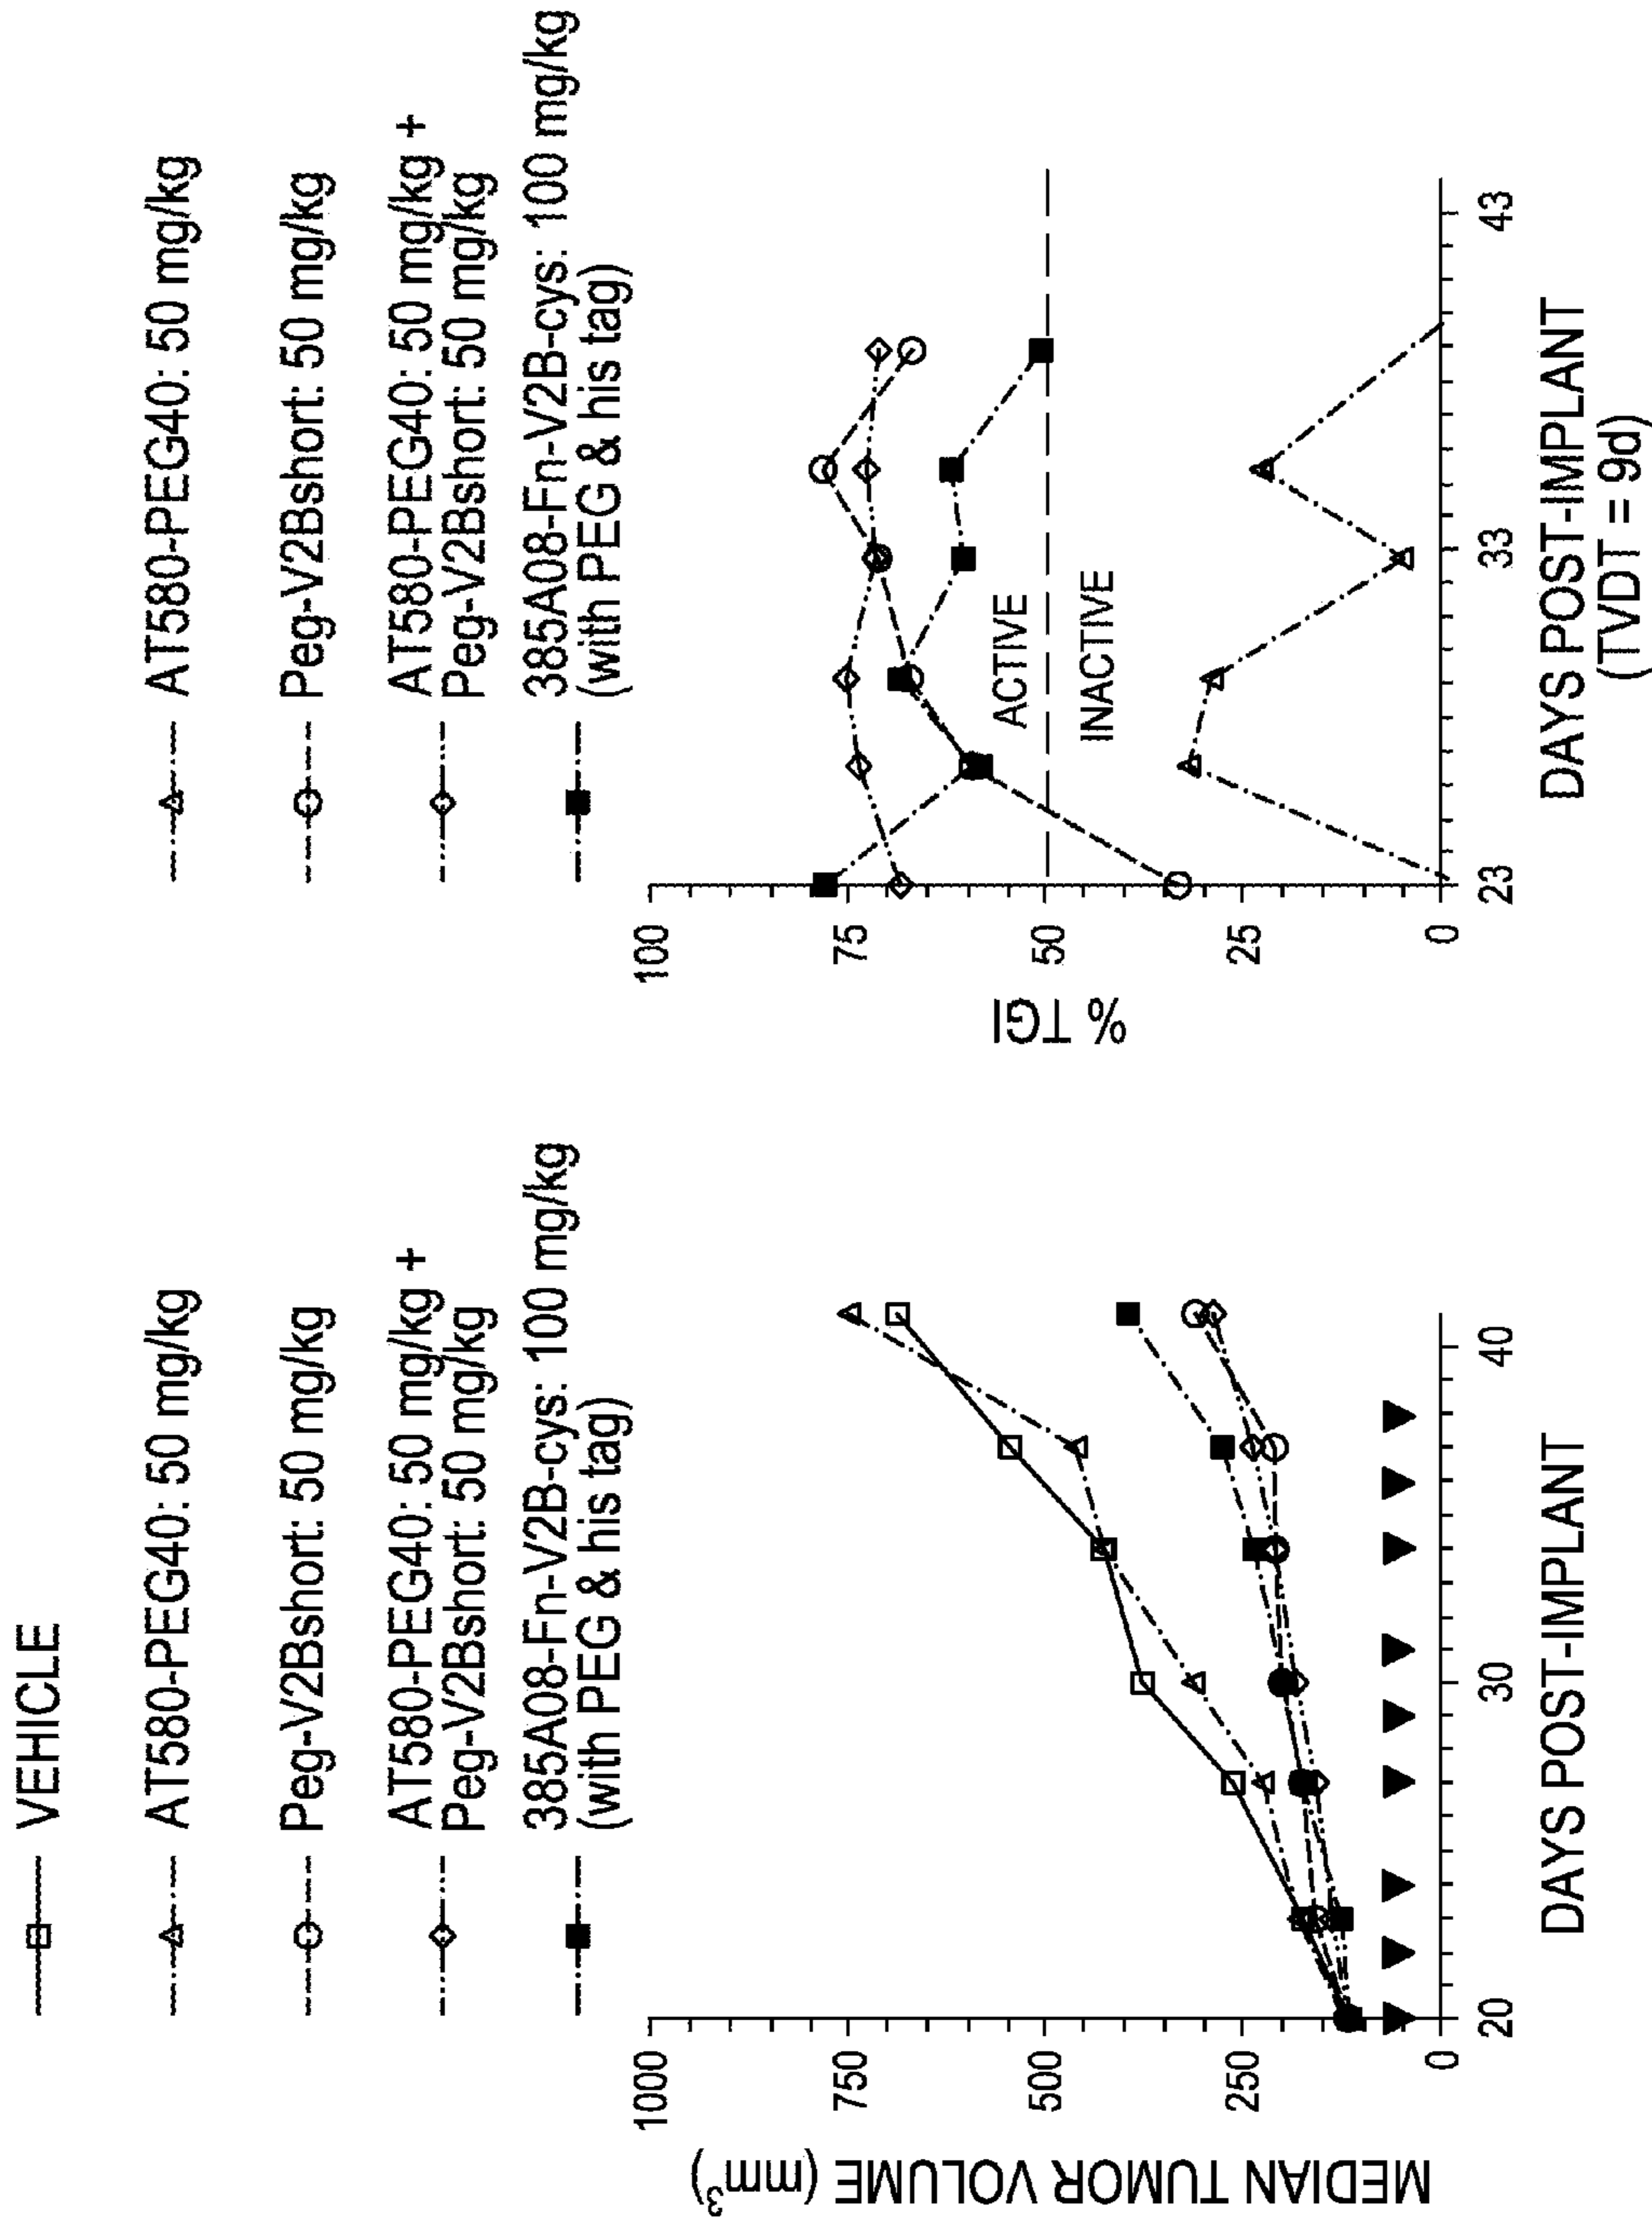 VEHICLE
AT580-PEG40: 50 mg/kg
Peg-V2Bshort: 50 mg/kg
AT580-PEG40: 50 mg/kg +
Peg-V2Bshort: 50 mg/kg
385A08-Fn-V2B-cys: 100 mg/kg
(with PEG & his tag)
1000
750
500
250
0
MEDIAN TUMOR VOLUME (mm³)
20
30
40
DAYS POST-IMPLANT
AT580-PEG40: 50 mg/kg
Peg-V2Bshort: 50 mg/kg
AT580-PEG40: 50 mg/kg +
Peg-V2Bshort: 50 mg/kg
385A08-Fn-V2B-cys: 100 mg/kg
(with PEG & his tag)
100
75
50
25
0
% TGI
ACTIVE
INACTIVE
23
33
43
DAYS POST-IMPLANT
(TVDT = 9d)